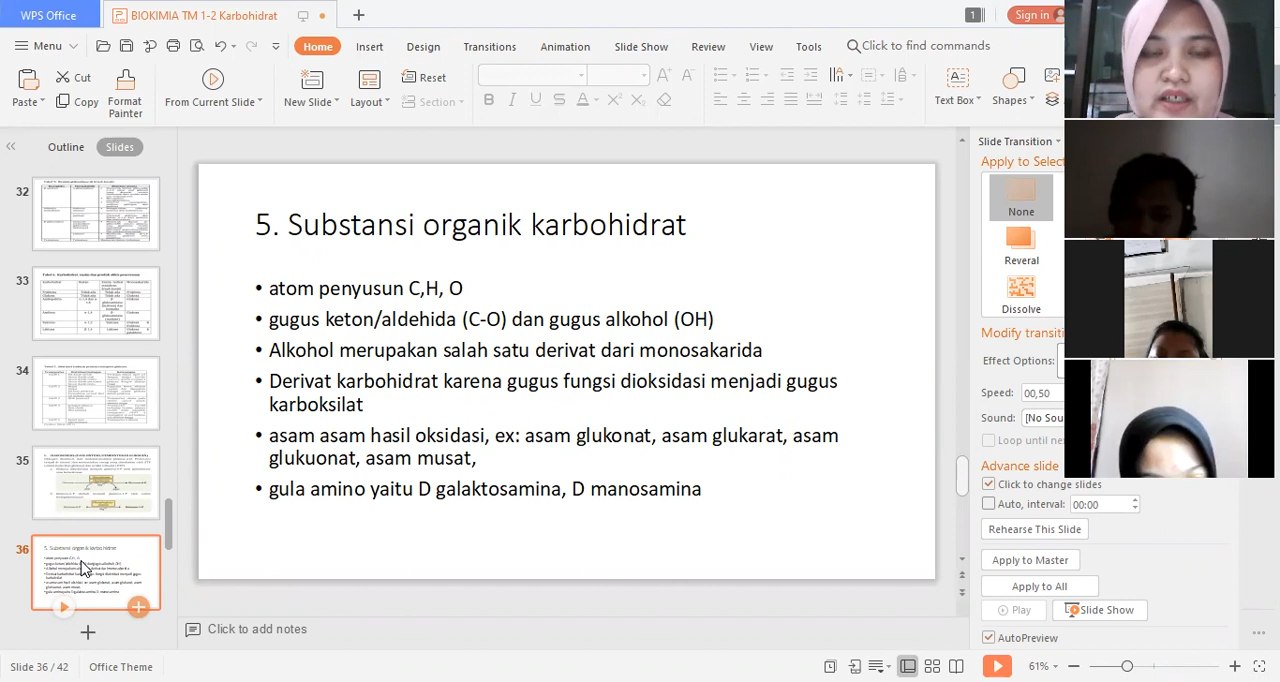 WPS Office
BIOKIMIA TM 1-2 Karbohidrat
1
Sign in
Menu
Home
Insert
Design
Transitions
Animation
Slide Show
Review
View
Tools
Click to find commands
Paste
Cut
Copy
Format
Painter
From Current Slide
New Slide
Layout
Reset
Section
B I U S A X² X₂
Text Box
Shapes
Outline
Slides
32
33
34
35
36
5. Substansi organik karbohidrat
• atom penyusun C,H, O
• gugus keton/aldehida (C-O) dan gugus alkohol (OH)
• Alkohol merupakan salah satu derivat dari monosakarida
• Derivat karbohidrat karena gugus fungsi dioksidasi menjadi gugus
karboksilat
• asam asam hasil oksidasi, ex: asam glukonat, asam glukarat, asam
glukuonat, asam musat,
• gula amino yaitu D galaktosamina, D manosamina
Slide Transition
Apply to Selec
None
Reveral
Dissolve
Modify transiti
Effect Options:
Speed: 00,50
Sound: [No Sou
Loop until ne
Advance slide
Click to change slides
Auto, interval: 00:00
Rehearse This Slide
Apply to Master
Apply to All
Play
Slide Show
AutoPreview
Click to add notes
Slide 36 / 42
Office Theme
61%